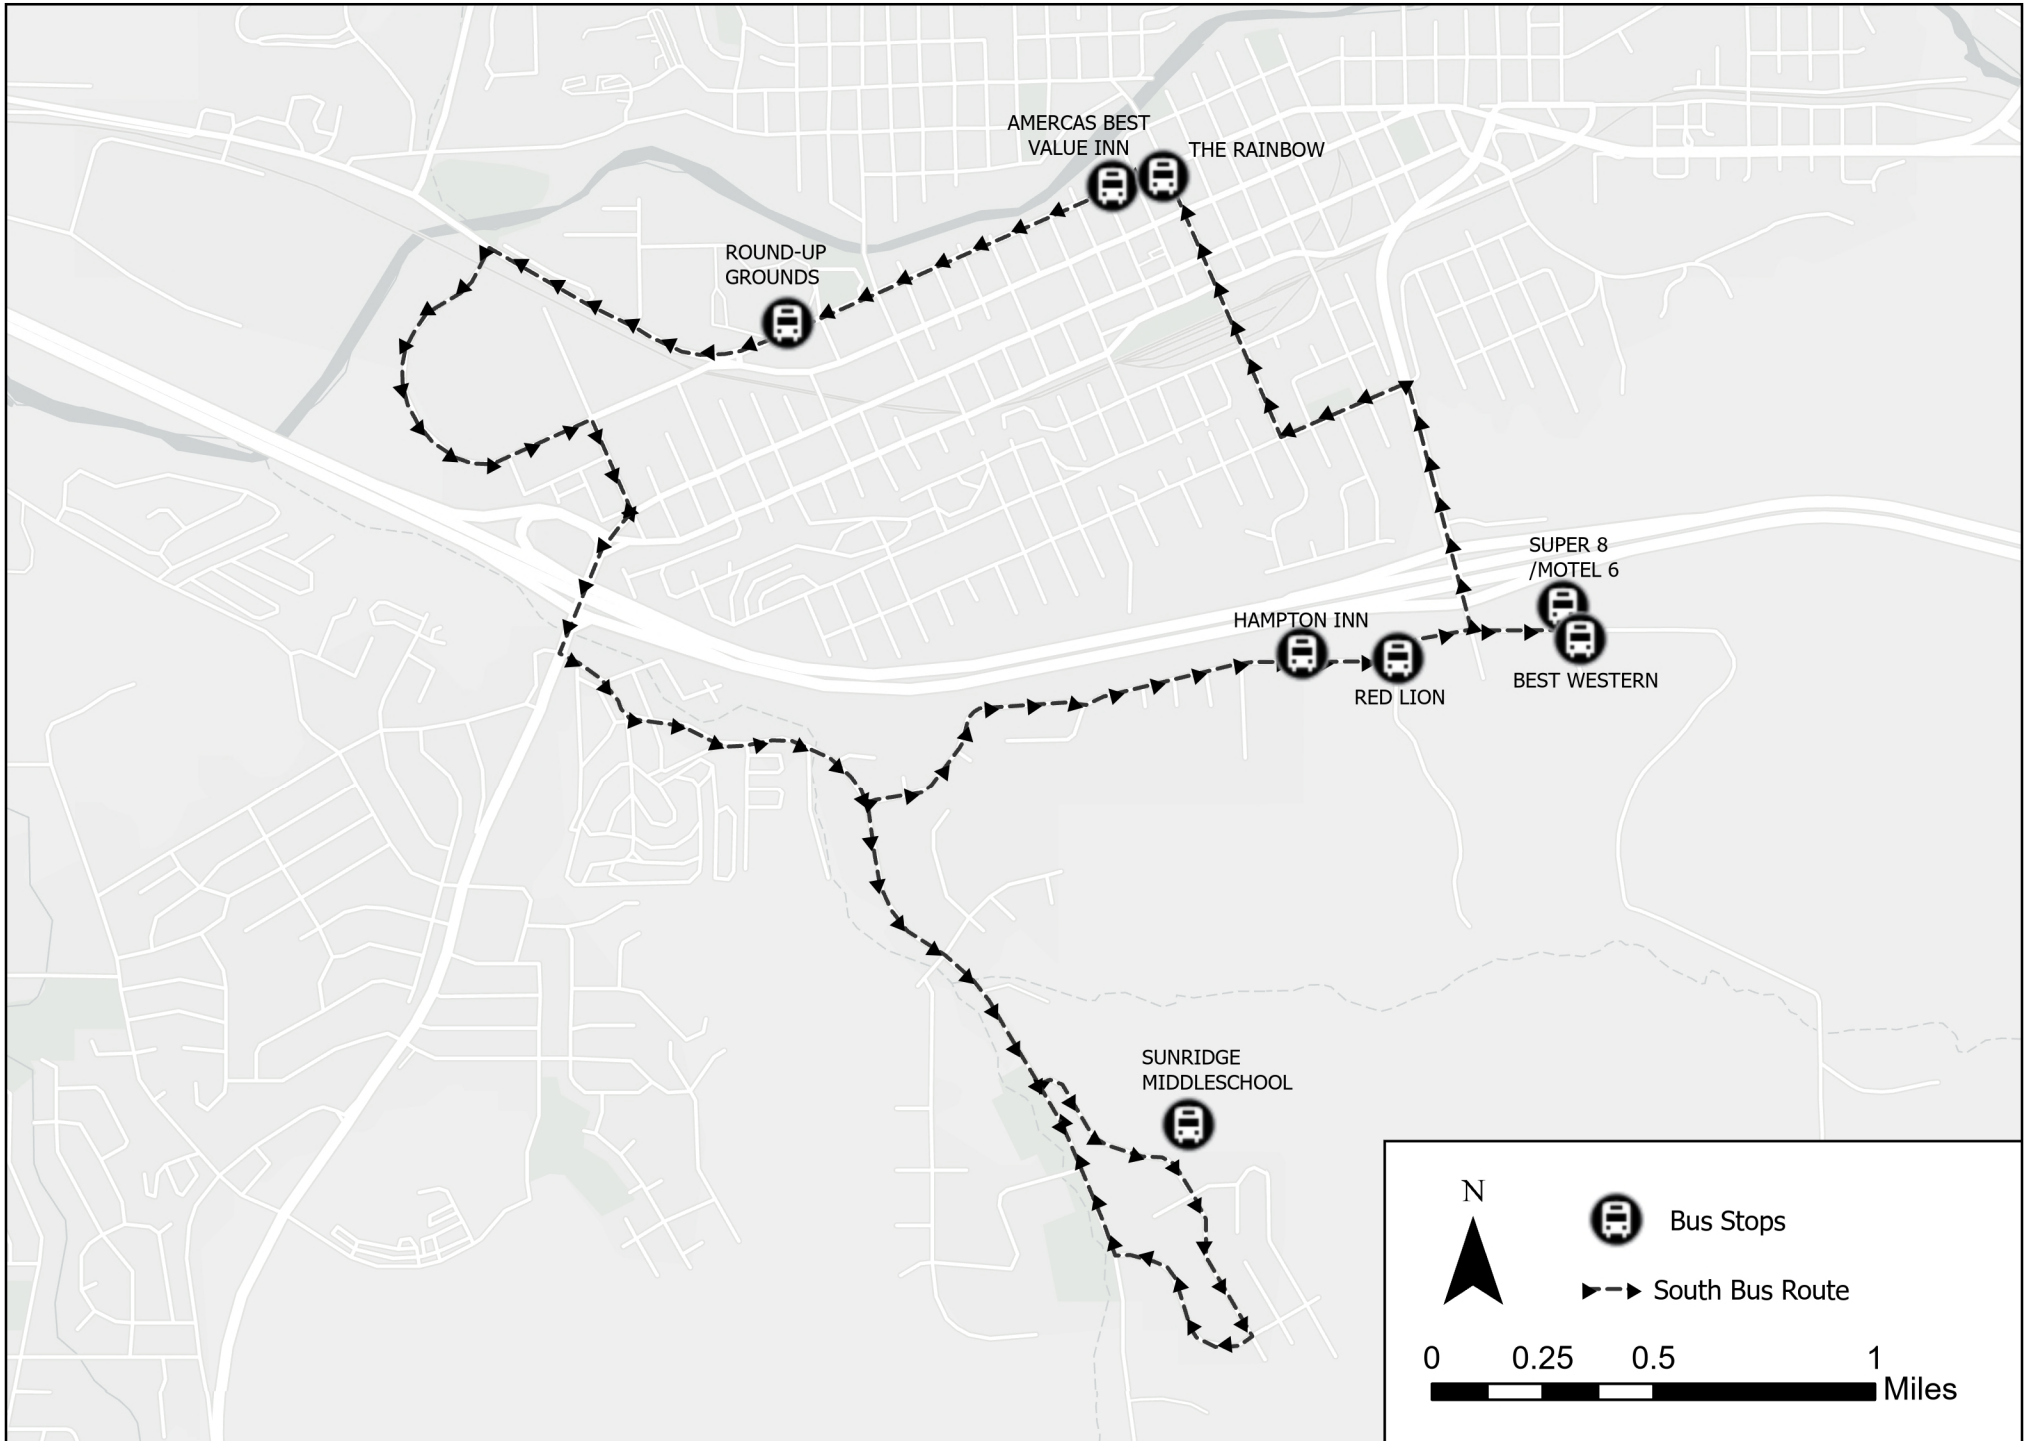 AMERCAS BEST
VALUE INN
THE RAINBOW
ROUND-UP
GROUNDS
SUPER 8
/MOTEL 6
HAMPTON INN
RED LION
BEST WESTERN
SUNRIDGE
MIDDLESCHOOL
N
Bus Stops
South Bus Route
0 0.25 0.5 1
Miles